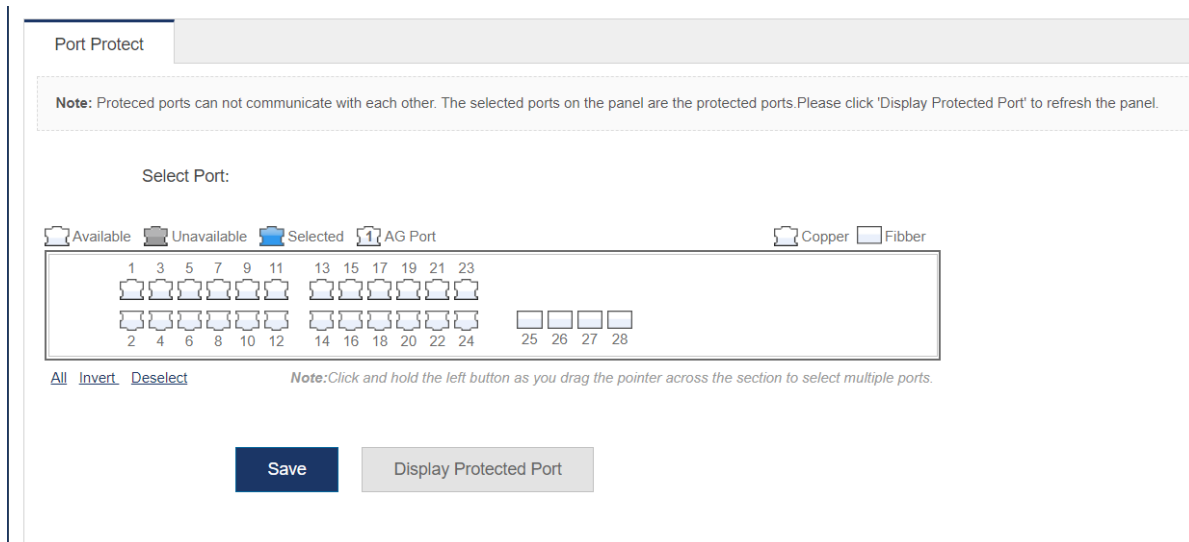 Port Protect
Note: Proteced ports can not communicate with each other. The selected ports on the panel are the protected ports.Please click 'Display Protected Port' to refresh the panel.
Select Port:
Available Unavailable Selected 1 AG Port Copper Fibber
1 3 5 7 9 11 13 15 17 19 21 23
2 4 6 8 10 12 14 16 18 20 22 24 25 26 27 28
All Invert Deselect Note:Click and hold the left button as you drag the pointer across the section to select multiple ports.
Save Display Protected Port